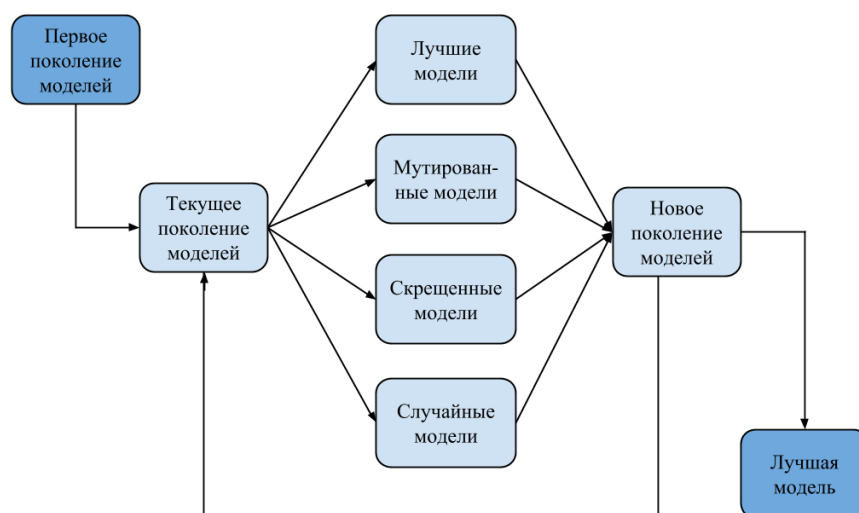 Первое
поколение
моделей
Лучшие
модели
Мутирован-
ные модели
Текущее
поколение
моделей
Новое
поколение
моделей
Скрещенные
модели
Случайные
модели
Лучшая
модель